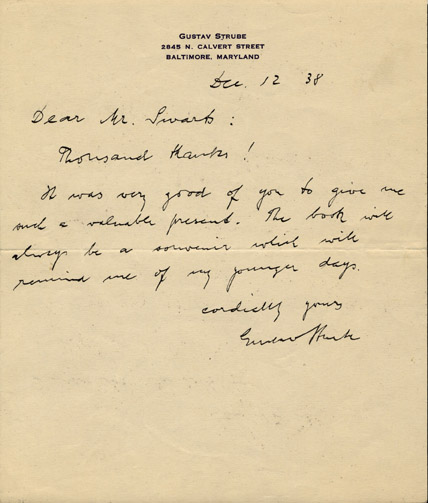 GUSTAV STRUBE
2845 N. CALVERT STREET
BALTIMORE, MARYLAND
Dec. 12 38
Dear Mr. Swarts :
Thousand thanks !
It was very good of you to give me
such a valuable present. The book will
always be a souvenir which will
remind me of my younger days.
cordially yours
Gustav Strube